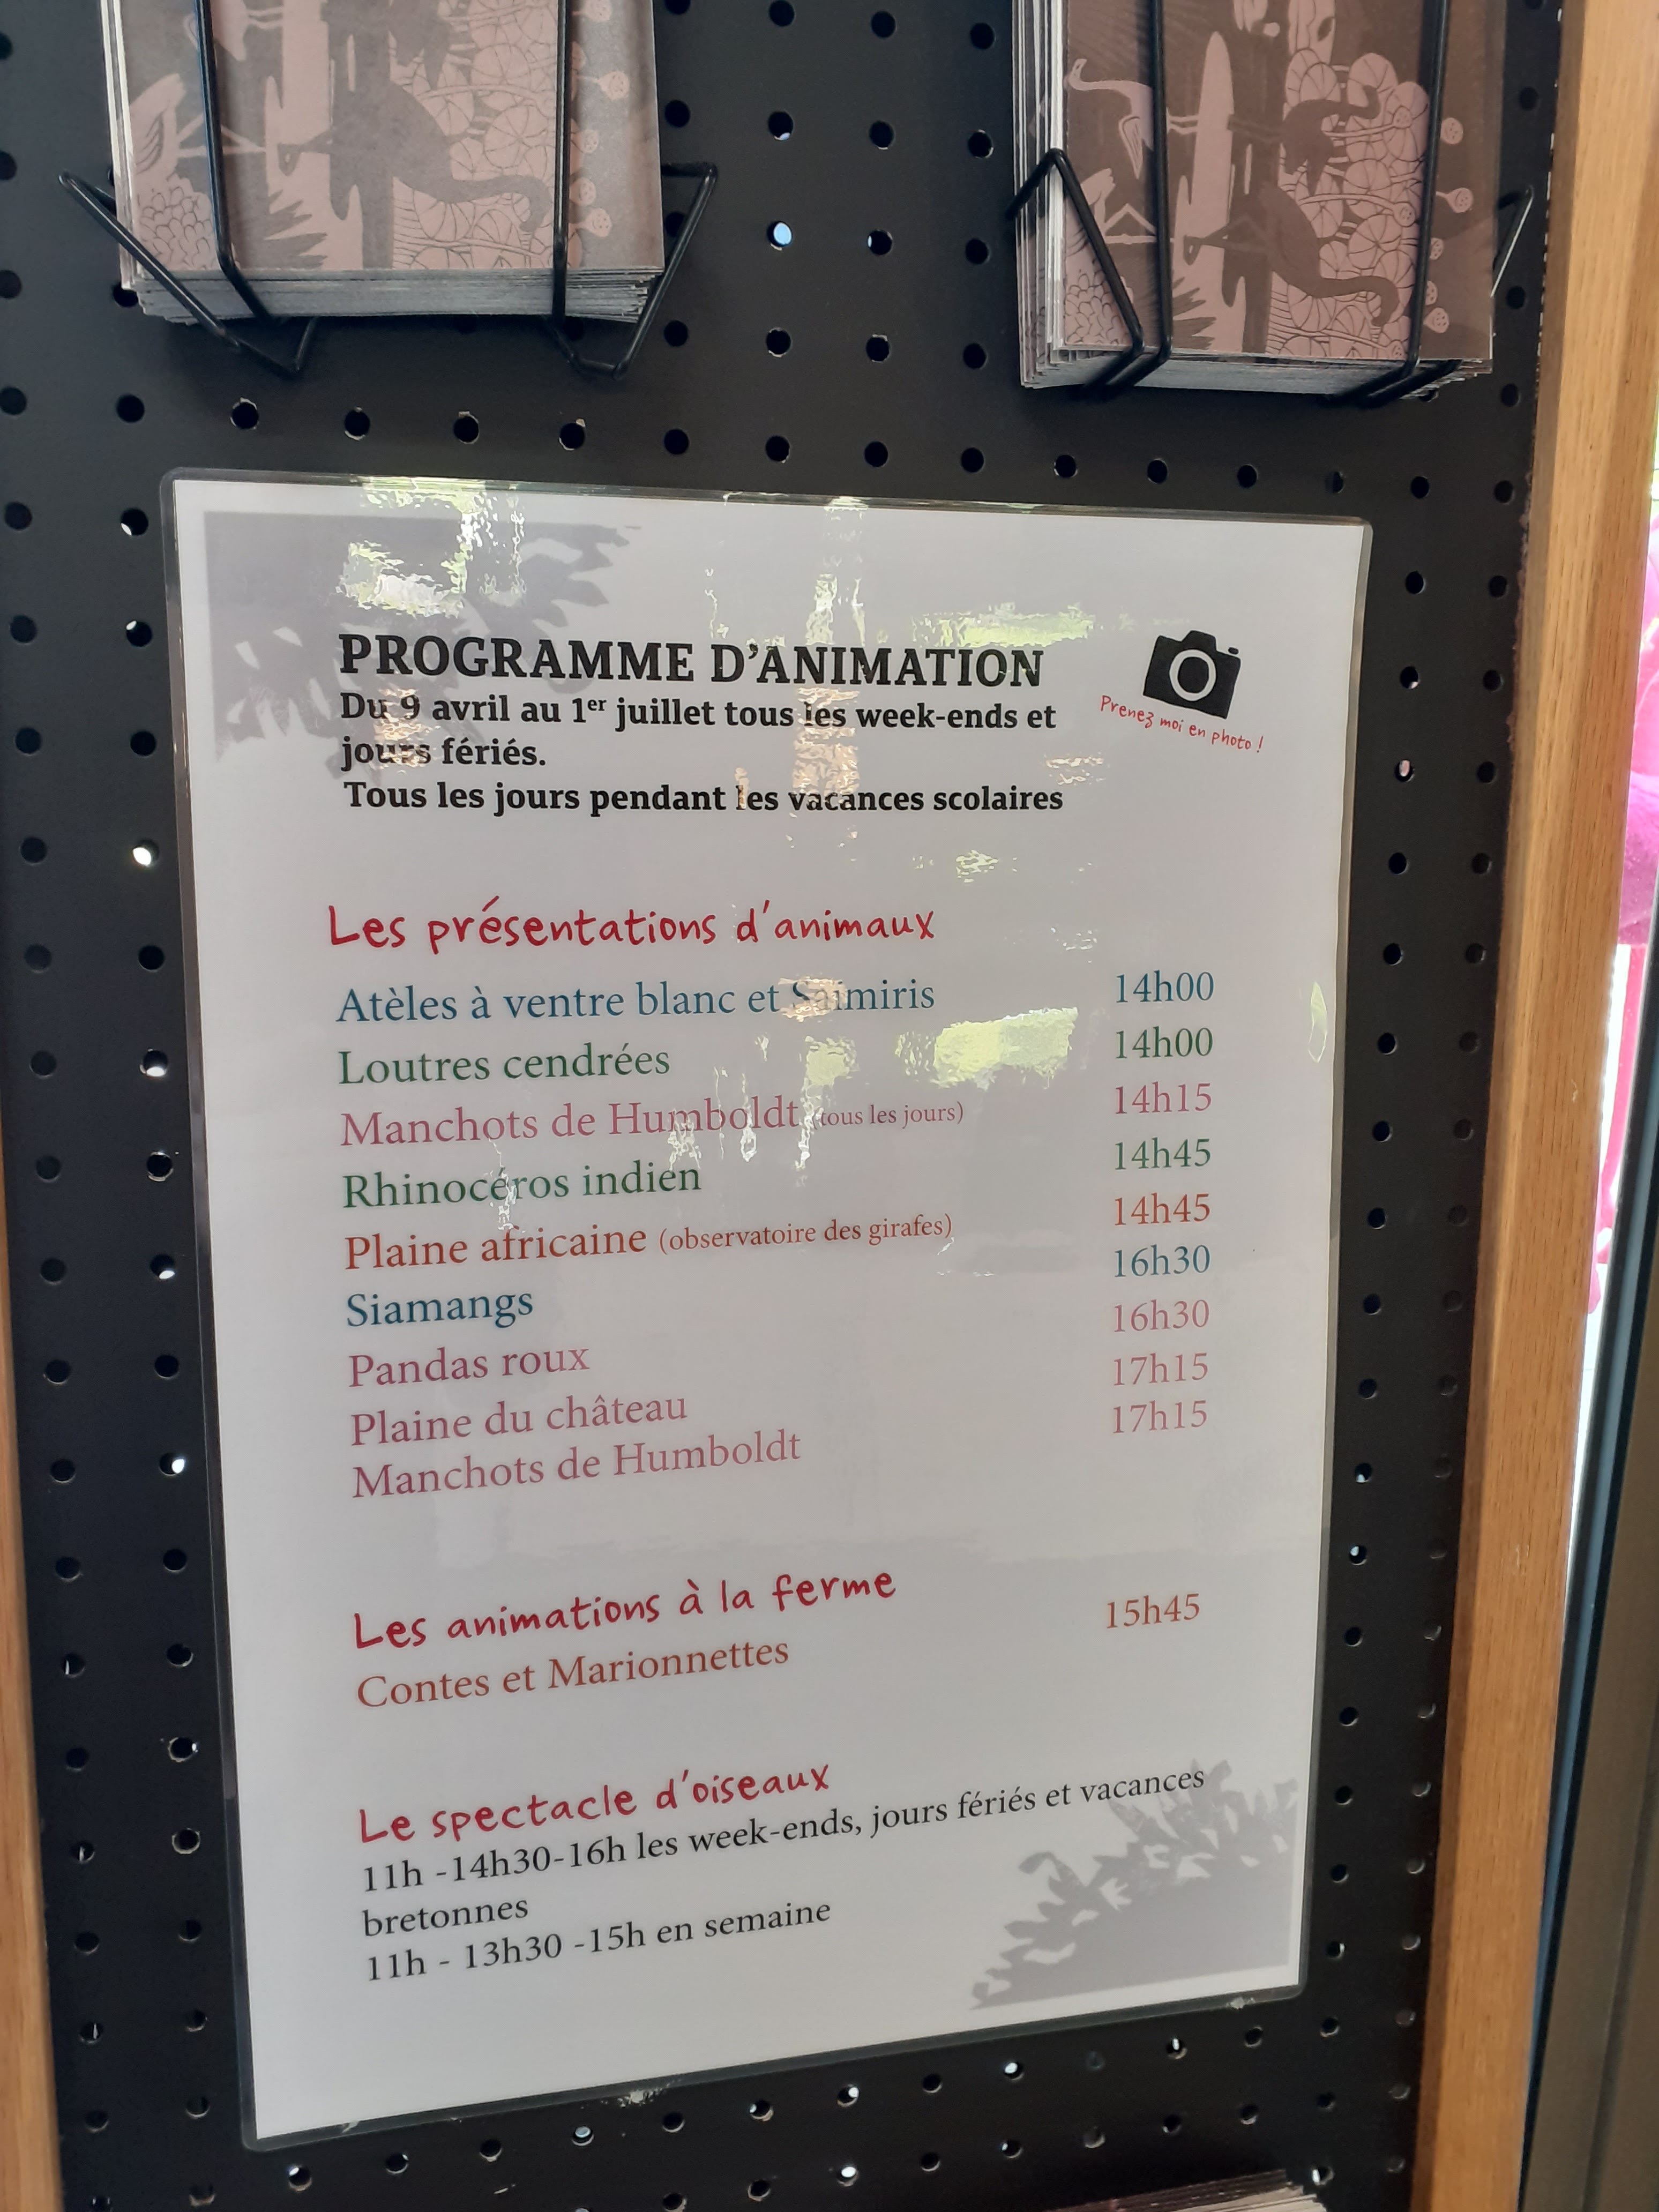 PROGRAMME D'ANIMATION
Du 9 avril au 1er juillet tous les week-ends et
jours fériés.
Tous les jours pendant les vacances scolaires
Prenez moi en photo !
Les présentations d'animaux
Atèles à ventre blanc et Saïmiris 14h00
Loutres cendrées 14h00
Manchots de Humboldt (tous les jours) 14h15
Rhinocéros indien 14h45
Plaine africaine (observatoire des girafes) 14h45
Siamangs 16h30
Pandas roux 16h30
Plaine du château 17h15
Manchots de Humboldt 17h15
Les animations à la ferme
Contes et Marionnettes 15h45
Le spectacle d'oiseaux
11h -14h30-16h les week-ends, jours fériés et vacances
bretonnes
11h - 13h30 -15h en semaine